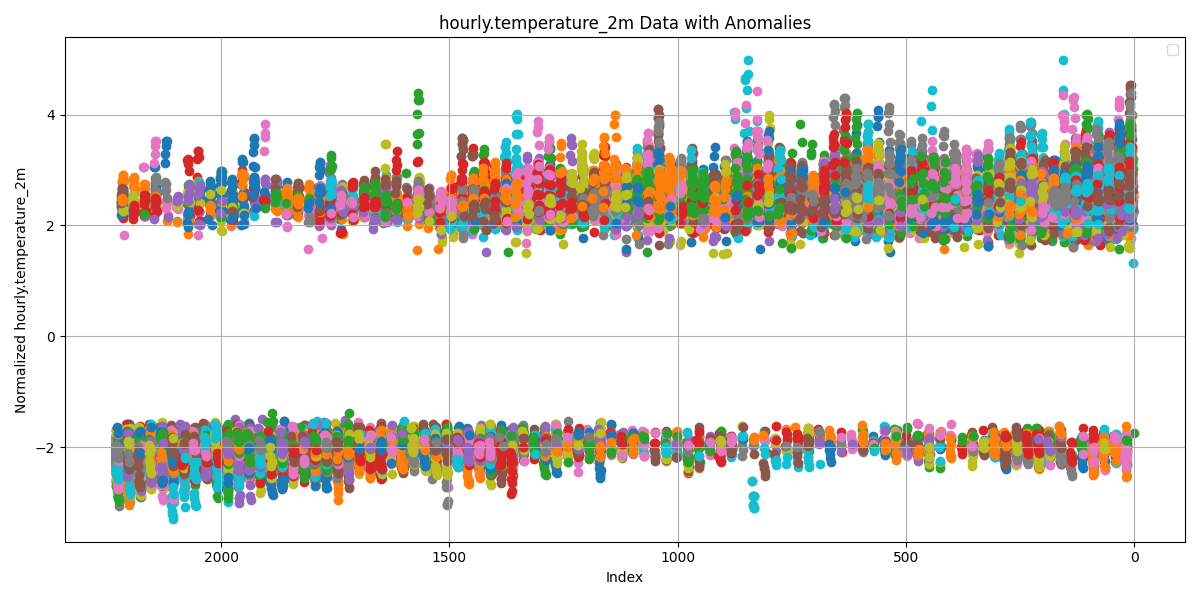 hourly.temperature_2m Data with Anomalies
Normalized hourly.temperature_2m
4
2
0
−2
2000 1500 1000 500 0
Index